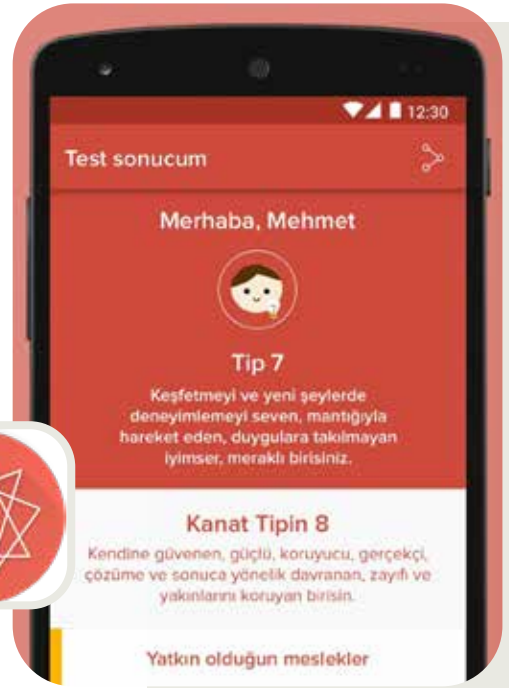 12:30
Test sonucum
Merhaba, Mehmet
Tip 7
Keşfetmeyi ve yeni şeylerde
deneyimlemeyi seven, mantığıyla
hareket eden, duygulara takılmayan
iyimser, meraklı birisiniz.
Kanat Tipin 8
Kendine güvenen, güçlü, koruyucu, gerçekçi,
çözüme ve sonuca yönelik davranan, zayıfı ve
yakınlarını koruyan birisin.
Yatkın olduğun meslekler